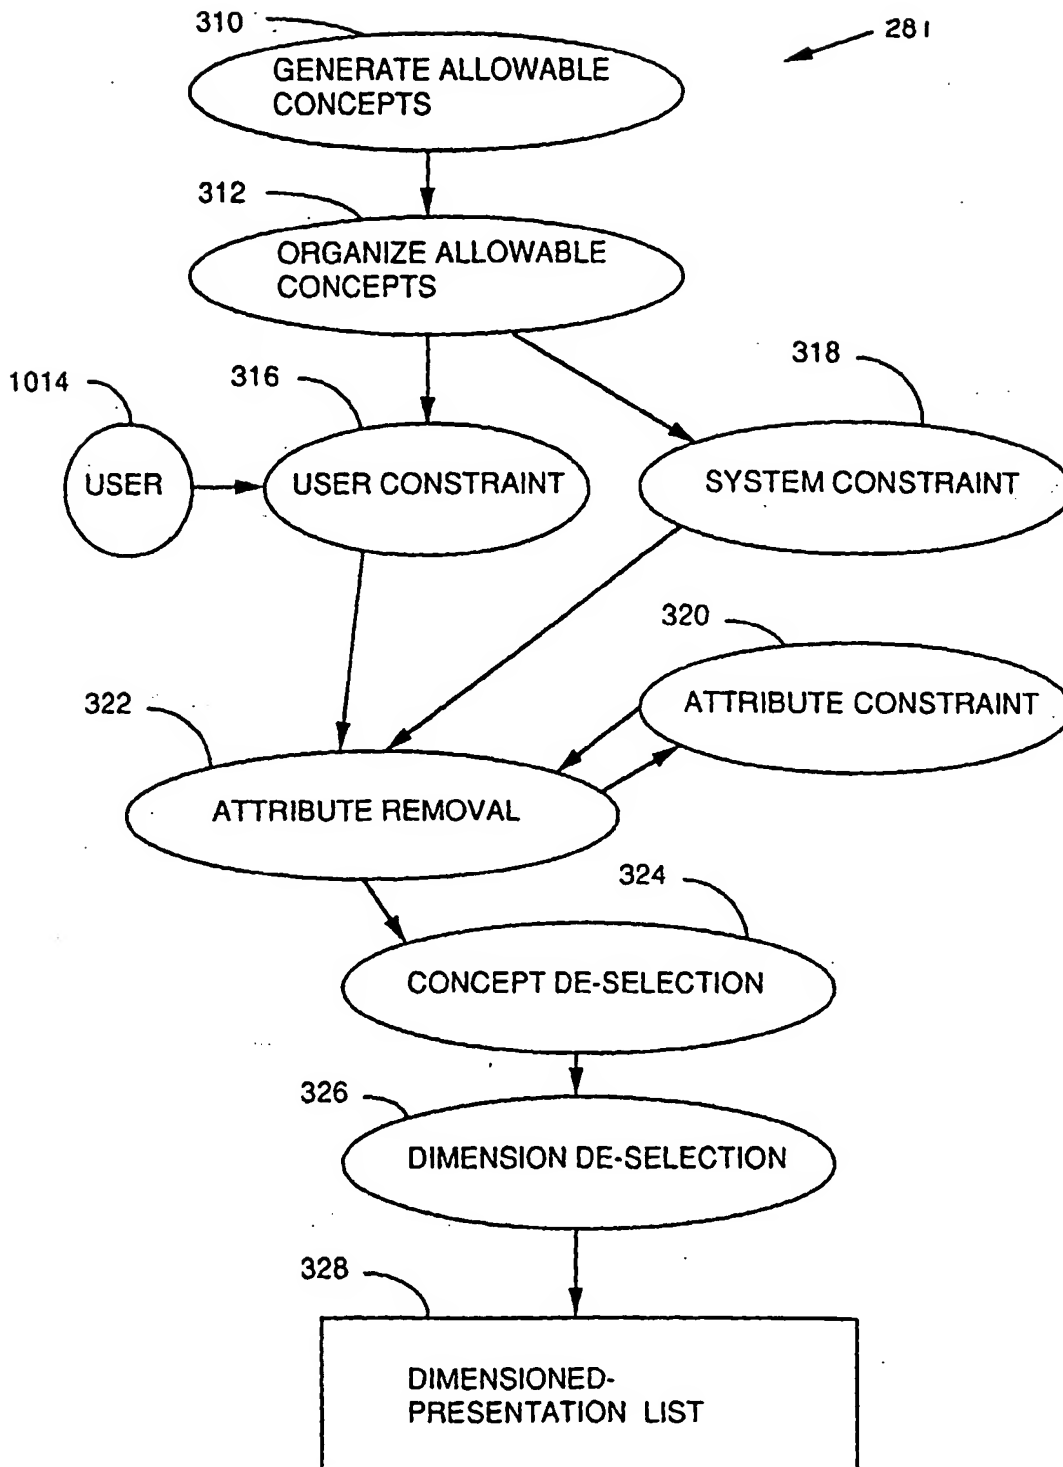 310
281
GENERATE ALLOWABLE
CONCEPTS
312
ORGANIZE ALLOWABLE
CONCEPTS
1014
316
318
USER
USER CONSTRAINT
SYSTEM CONSTRAINT
320
322
ATTRIBUTE CONSTRAINT
ATTRIBUTE REMOVAL
324
CONCEPT DE-SELECTION
326
DIMENSION DE-SELECTION
328
DIMENSIONED-
PRESENTATION LIST